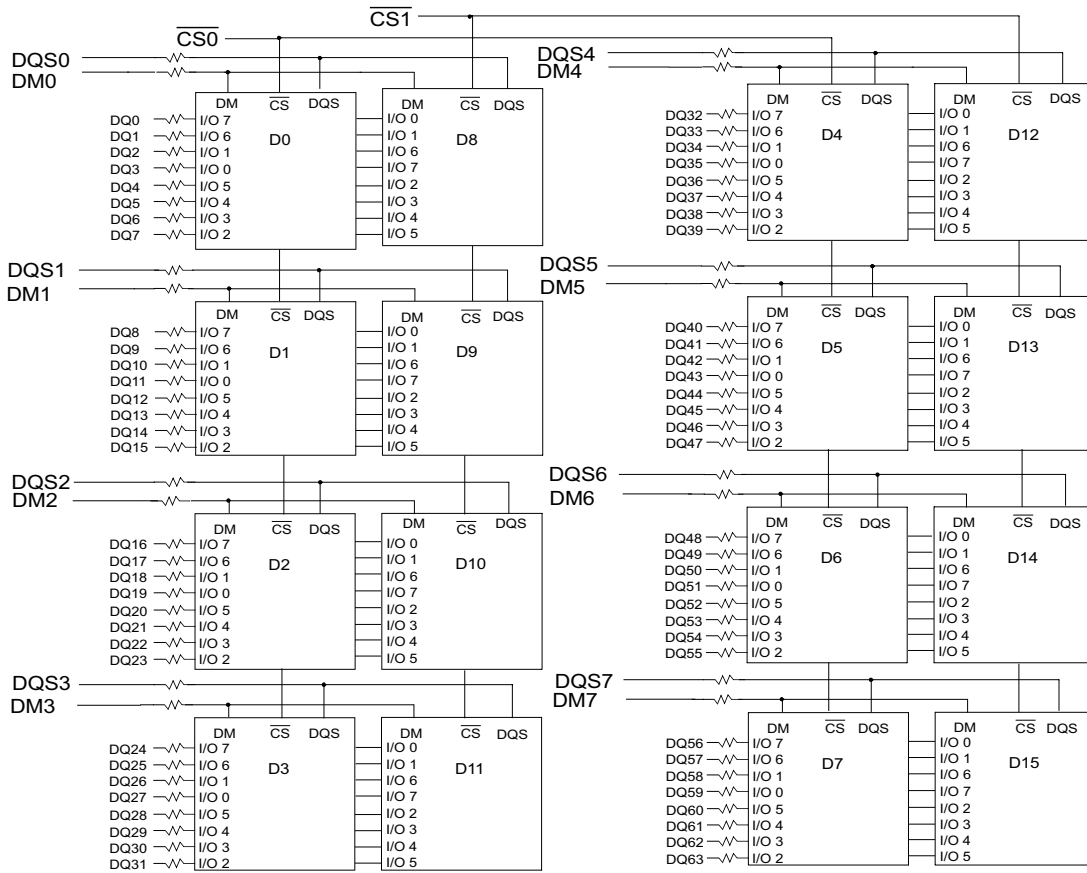 CS1
CS0
DQS0
DM0
DM CS DQS DM CS DQS
D0 D8
DQ0 I/O 7 I/O 0
DQ1 I/O 6 I/O 1
DQ2 I/O 1 I/O 6
DQ3 I/O 0 I/O 7
DQ4 I/O 5 I/O 2
DQ5 I/O 4 I/O 3
DQ6 I/O 3 I/O 4
DQ7 I/O 2 I/O 5
DQS1
DM1
DM CS DQS DM CS DQS
D1 D9
DQ8 I/O 7 I/O 0
DQ9 I/O 6 I/O 1
DQ10 I/O 1 I/O 6
DQ11 I/O 0 I/O 7
DQ12 I/O 5 I/O 2
DQ13 I/O 4 I/O 3
DQ14 I/O 3 I/O 4
DQ15 I/O 2 I/O 5
DQS2
DM2
DM CS DQS DM CS DQS
D2 D10
DQ16 I/O 7 I/O 0
DQ17 I/O 6 I/O 1
DQ18 I/O 1 I/O 6
DQ19 I/O 0 I/O 7
DQ20 I/O 5 I/O 2
DQ21 I/O 4 I/O 3
DQ22 I/O 3 I/O 4
DQ23 I/O 2 I/O 5
DQS3
DM3
DM CS DQS DM CS DQS
D3 D11
DQ24 I/O 7 I/O 0
DQ25 I/O 6 I/O 1
DQ26 I/O 1 I/O 6
DQ27 I/O 0 I/O 7
DQ28 I/O 5 I/O 2
DQ29 I/O 4 I/O 3
DQ30 I/O 3 I/O 4
DQ31 I/O 2 I/O 5
DQS4
DM4
DM CS DQS DM CS DQS
D4 D12
DQ32 I/O 7 I/O 0
DQ33 I/O 6 I/O 1
DQ34 I/O 1 I/O 6
DQ35 I/O 0 I/O 7
DQ36 I/O 5 I/O 2
DQ37 I/O 4 I/O 3
DQ38 I/O 3 I/O 4
DQ39 I/O 2 I/O 5
DQS5
DM5
DM CS DQS DM CS DQS
D5 D13
DQ40 I/O 7 I/O 0
DQ41 I/O 6 I/O 1
DQ42 I/O 1 I/O 6
DQ43 I/O 0 I/O 7
DQ44 I/O 5 I/O 2
DQ45 I/O 4 I/O 3
DQ46 I/O 3 I/O 4
DQ47 I/O 2 I/O 5
DQS6
DM6
DM CS DQS DM CS DQS
D6 D14
DQ48 I/O 7 I/O 0
DQ49 I/O 6 I/O 1
DQ50 I/O 1 I/O 6
DQ51 I/O 0 I/O 7
DQ52 I/O 5 I/O 2
DQ53 I/O 4 I/O 3
DQ54 I/O 3 I/O 4
DQ55 I/O 2 I/O 5
DQS7
DM7
DM CS DQS DM CS DQS
D7 D15
DQ56 I/O 7 I/O 0
DQ57 I/O 6 I/O 1
DQ58 I/O 1 I/O 6
DQ59 I/O 0 I/O 7
DQ60 I/O 5 I/O 2
DQ61 I/O 4 I/O 3
DQ62 I/O 3 I/O 4
DQ63 I/O 2 I/O 5